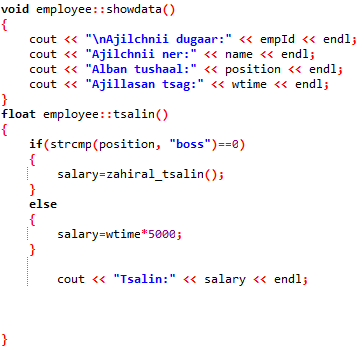 void employee::showdata()
{
cout << "\nAjilchnii dugaar:" << empId << endl;
cout << "Ajilchnii ner:" << name << endl;
cout << "Alban tushaal:" << position << endl;
cout << "Ajillasan tsag:" << wtime << endl;
}
float employee::tsalin()
{
if(strcmp(position, "boss")==0)
{
salary=zahiral_tsalin();
}
else
{
salary=wtime*5000;
}
cout << "Tsalin:" << salary << endl;
}